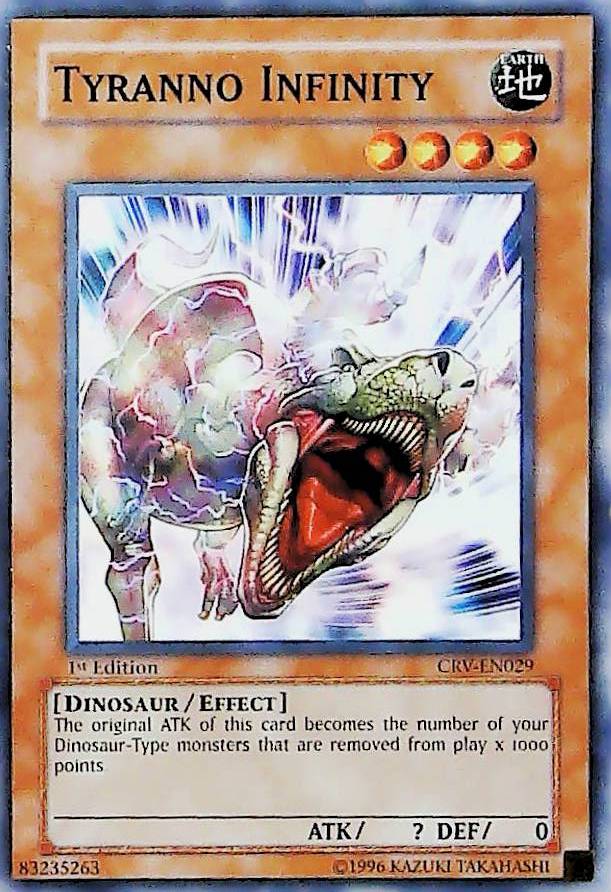 TYRANNO INFINITY
EARTH
地
1st Edition
CRV-EN029
[DINOSAUR/EFFECT]
The original ATK of this card becomes the number of your
Dinosaur-Type monsters that are removed from play x 1000
points
ATK/ ? DEF/ 0
83235263
©1996 KAZUKI TAKAHASHI